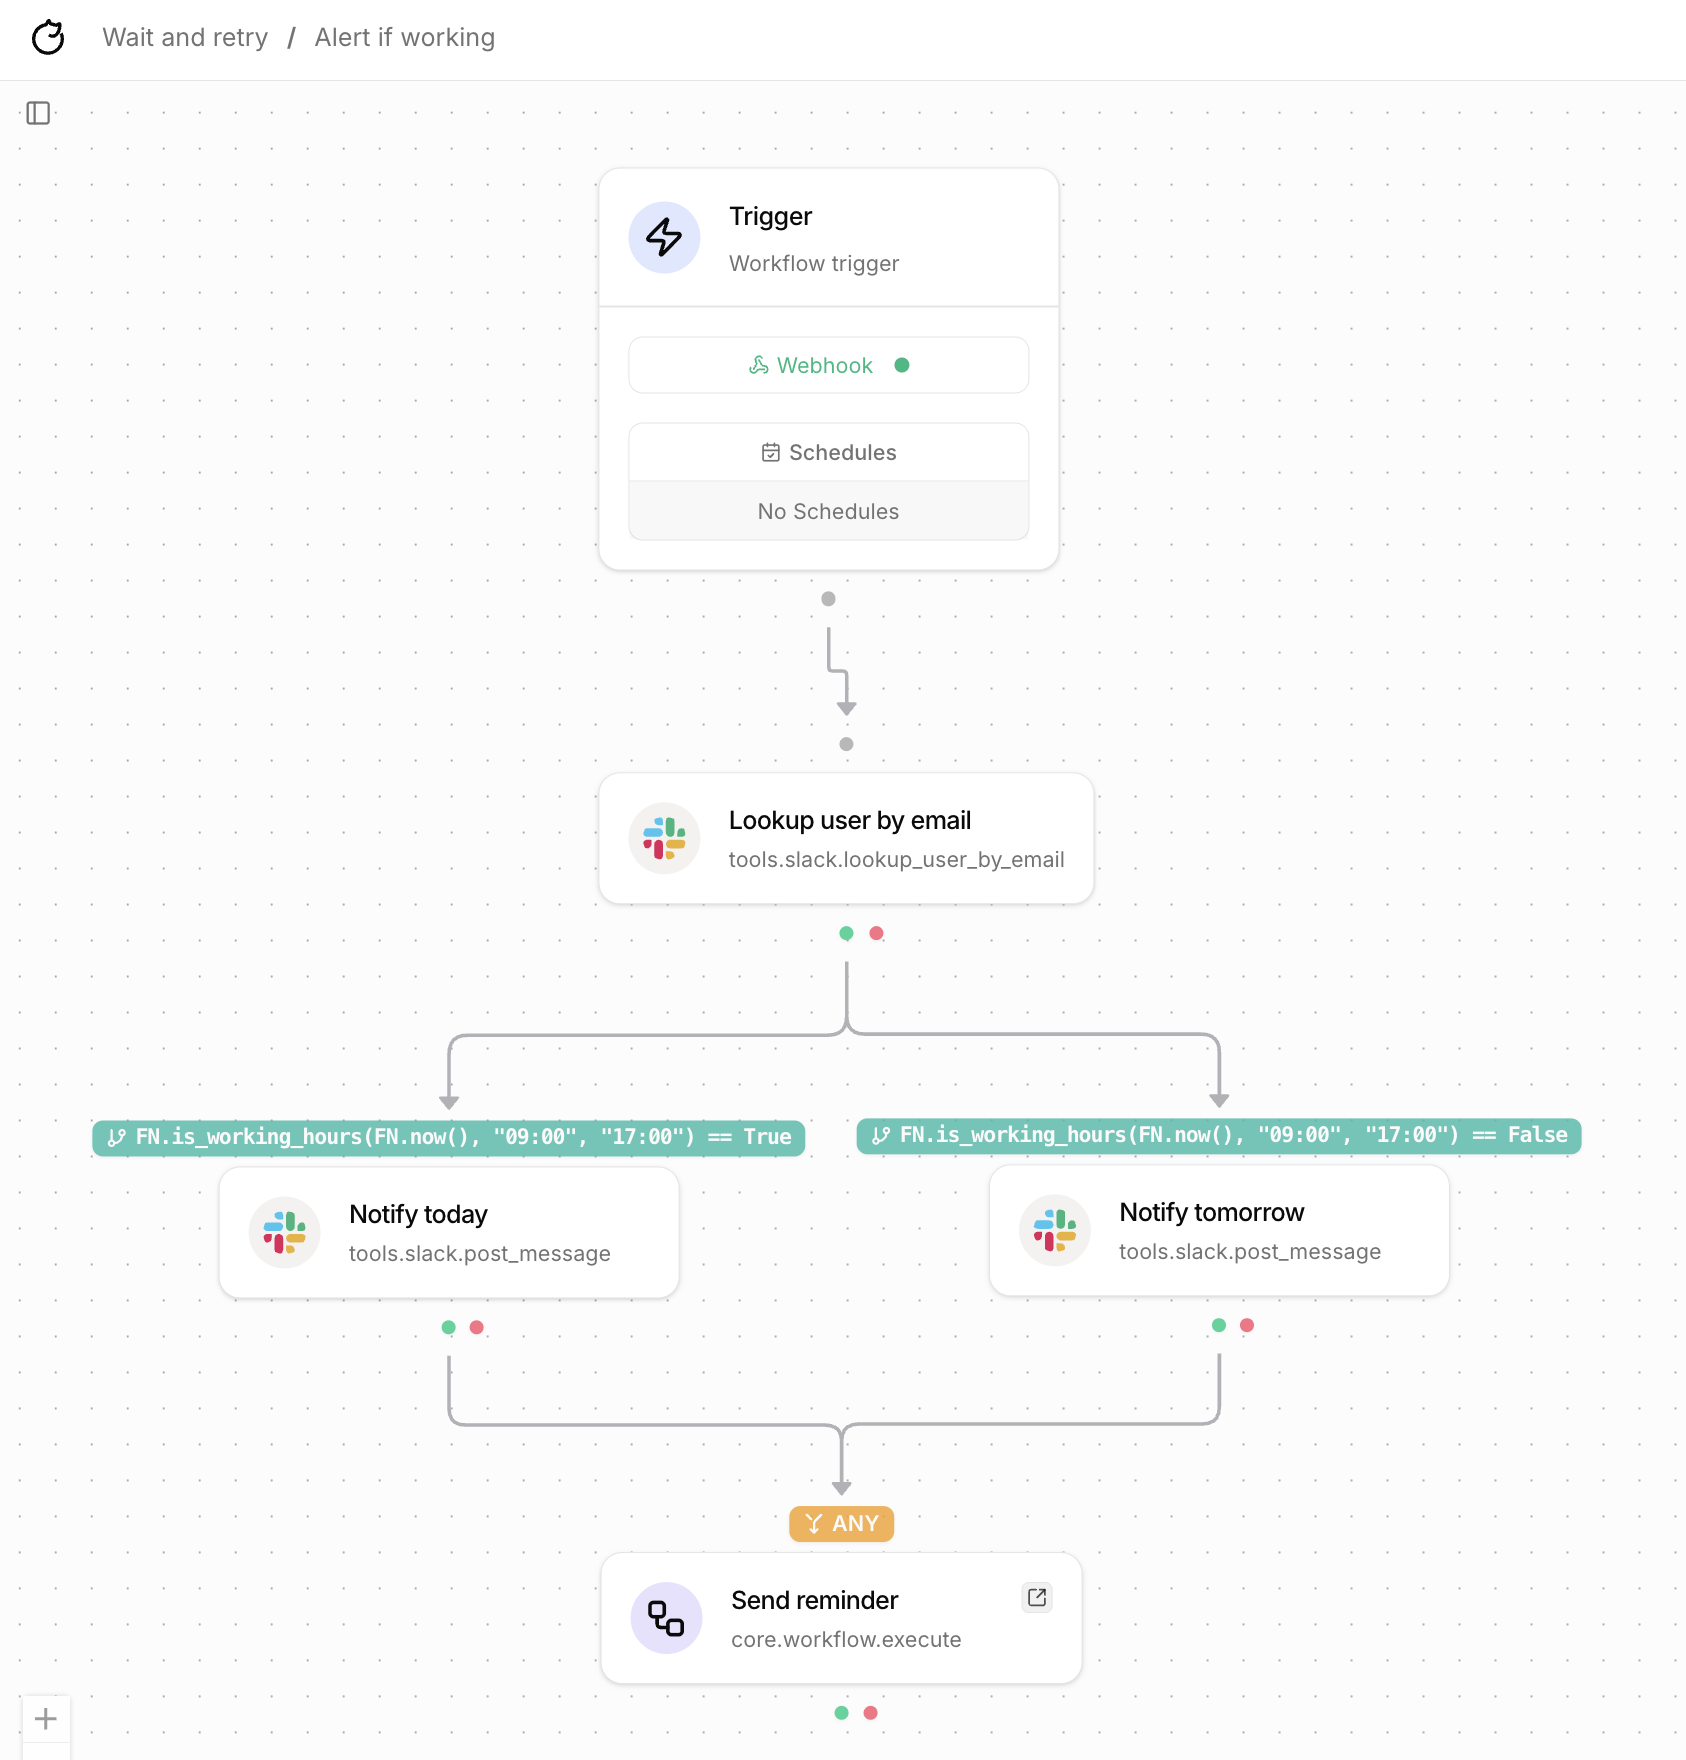 Wait and retry / Alert if working
Trigger
Workflow trigger
Webhook
Schedules
No Schedules
Lookup user by email
tools.slack.lookup_user_by_email
FN.is_working_hours(FN.now(), "09:00", "17:00") == True
FN.is_working_hours(FN.now(), "09:00", "17:00") == False
Notify today
tools.slack.post_message
Notify tomorrow
tools.slack.post_message
ANY
Send reminder
core.workflow.execute